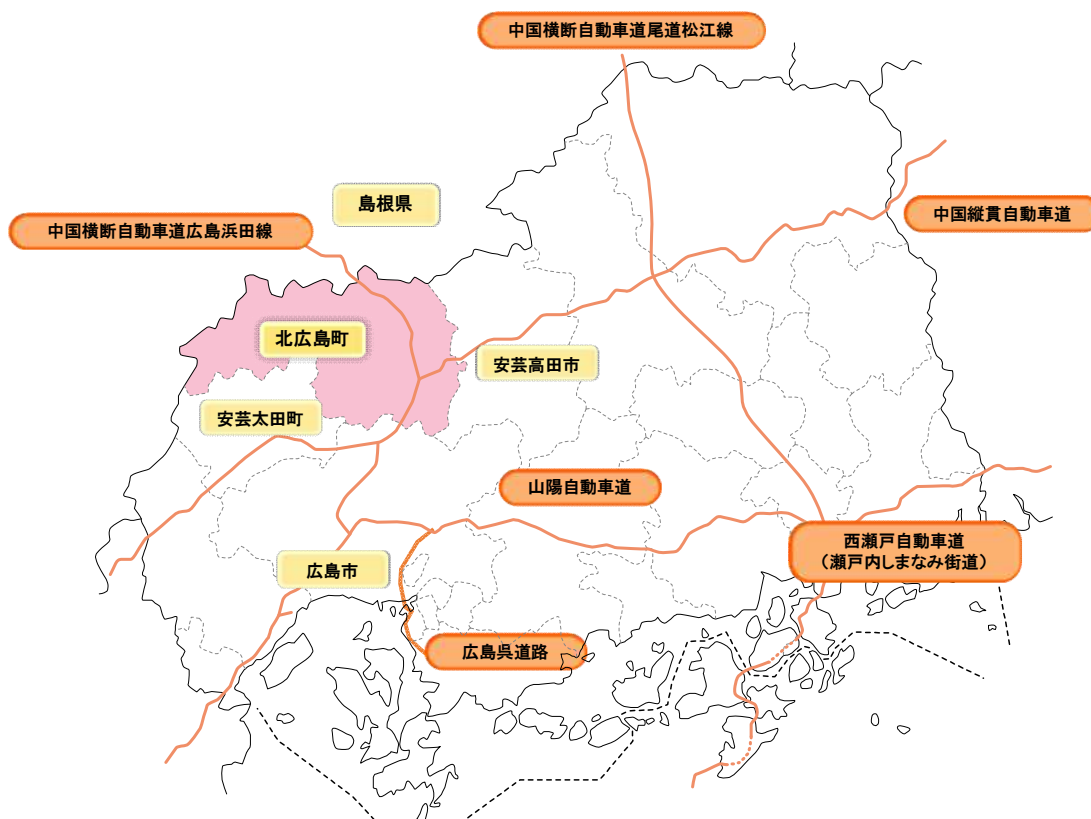 中国横断自動車道尾道松江線
島根県
中国横断自動車道広島浜田線
中国縦貫自動車道
北広島町
安芸高田市
安芸太田町
山陽自動車道
西瀬戸自動車道
(瀬戸内しまなみ街道)
広島市
広島呉道路